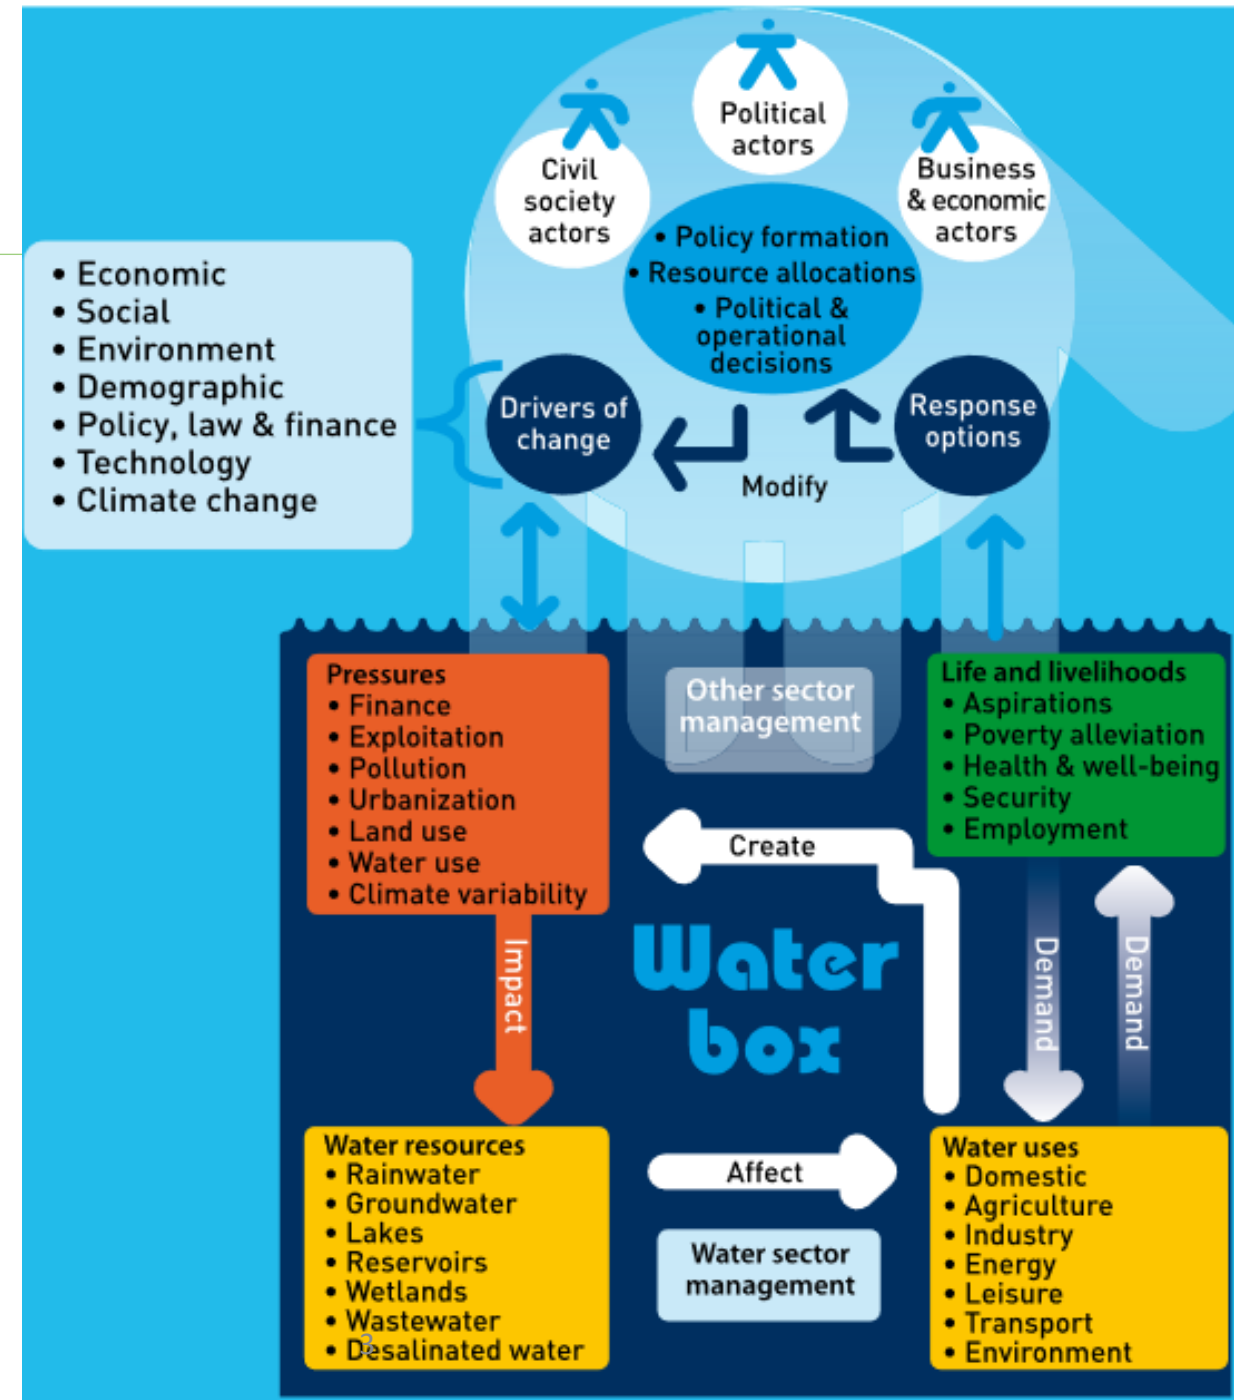 Political
actors
Civil
society
actors
Business
& economic
actors
• Policy formation
• Resource allocations
• Political &
operational
decisions
• Economic
• Social
• Environment
• Demographic
• Policy, law & finance
• Technology
• Climate change
Drivers of
change
Response
options
Modify
Pressures
• Finance
• Exploitation
• Pollution
• Urbanization
• Land use
• Water use
• Climate variability
Other sector
management
Life and livelihoods
• Aspirations
• Poverty alleviation
• Health & well-being
• Security
• Employment
Create
Impact
Water
box
Demand
Demand
Water resources
• Rainwater
• Groundwater
• Lakes
• Reservoirs
• Wetlands
• Wastewater
• Desalinated water
3
Affect
Water sector
management
Water uses
• Domestic
• Agriculture
• Industry
• Energy
• Leisure
• Transport
• Environment